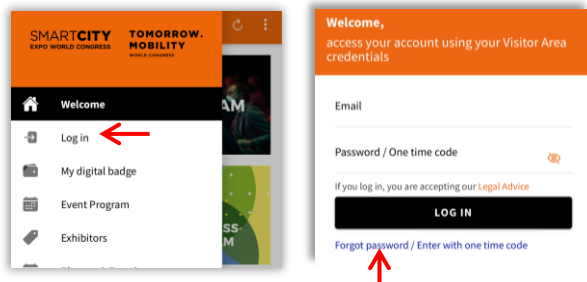 SMARTCITY
EXPO WORLD CONGRESS
TOMORROW.
MOBILITY
WORLD CONGRESS
Welcome
Log in
My digital badge
Event Program
Exhibitors
AM
SS
M
Welcome,
access your account using your Visitor Area
credentials
Email
Password / One time code
If you log in, you are accepting our Legal Advice
LOG IN
Forgot password / Enter with one time code